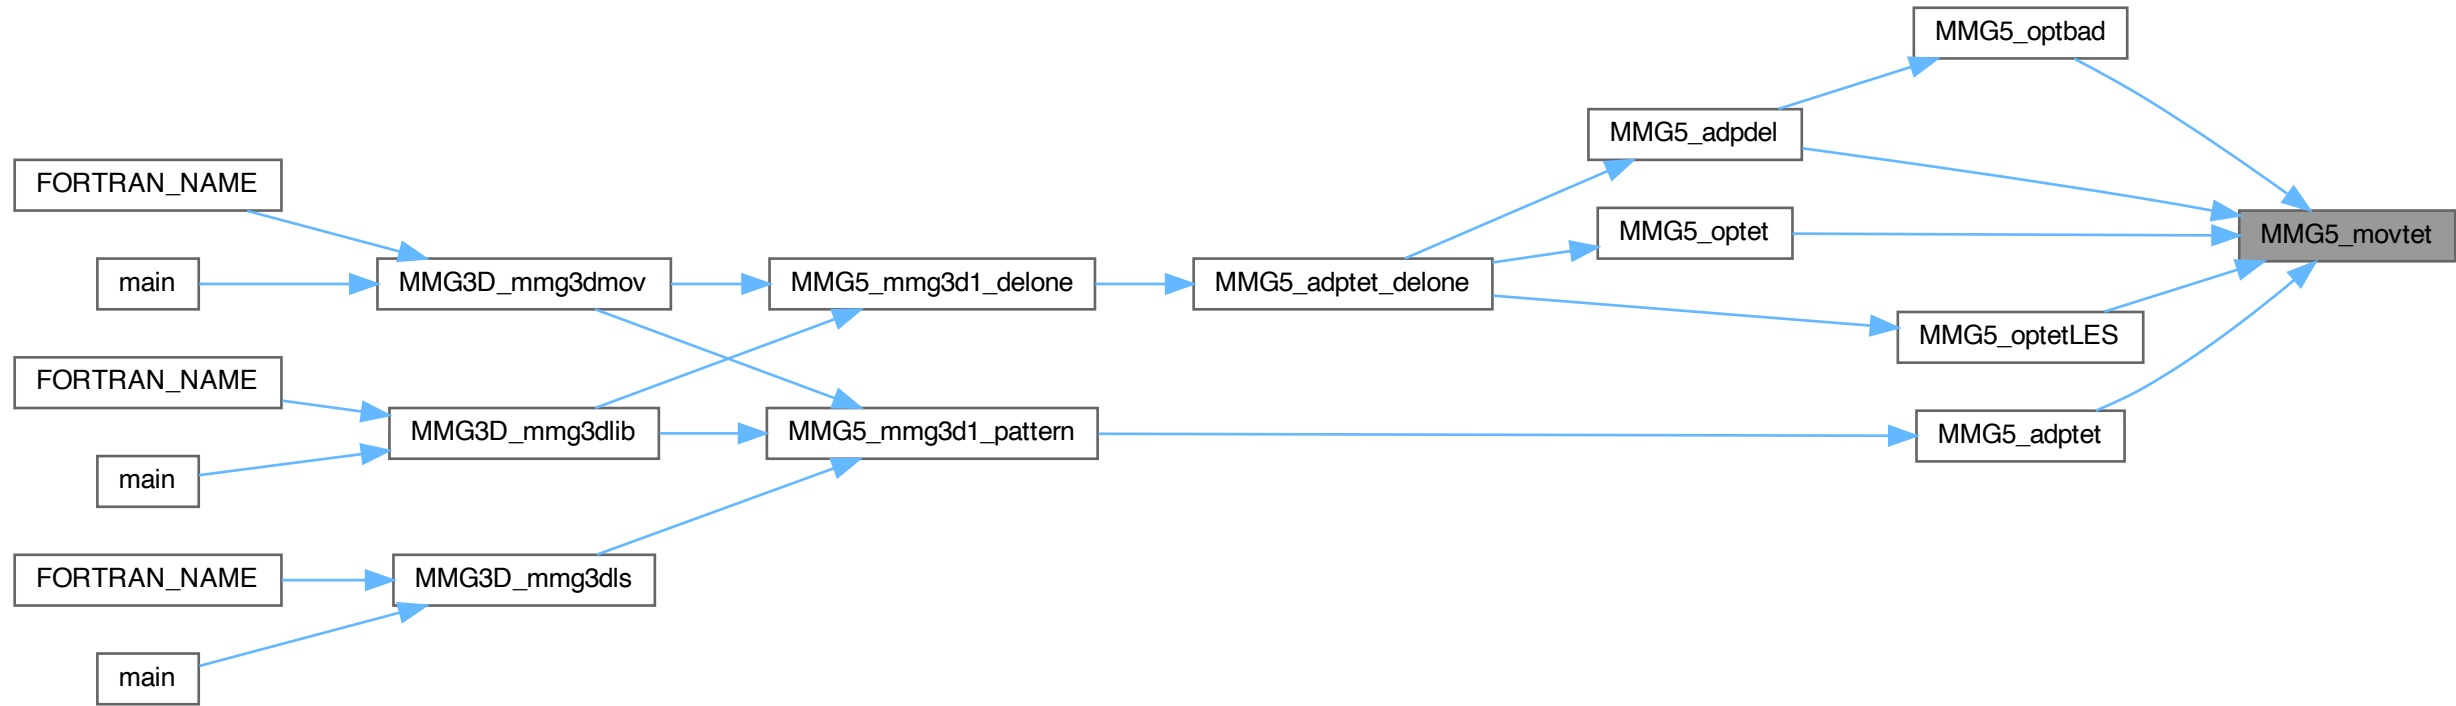 MMG5_optbad
MMG5_adpdel
FORTRAN_NAME
MMG5_optet
MMG5_movtet
main
MMG3D_mmg3dmov
MMG5_mmg3d1_delone
MMG5_adptet_delone
MMG5_optetLES
FORTRAN_NAME
MMG3D_mmg3dlib
MMG5_mmg3d1_pattern
MMG5_adptet
main
FORTRAN_NAME
MMG3D_mmg3dls
main